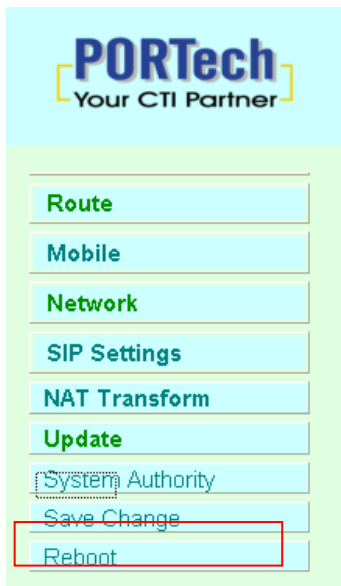 PORTech
Your CTI Partner
Route
Mobile
Network
SIP Settings
NAT Transform
Update
System Authority
Save Change
Reboot